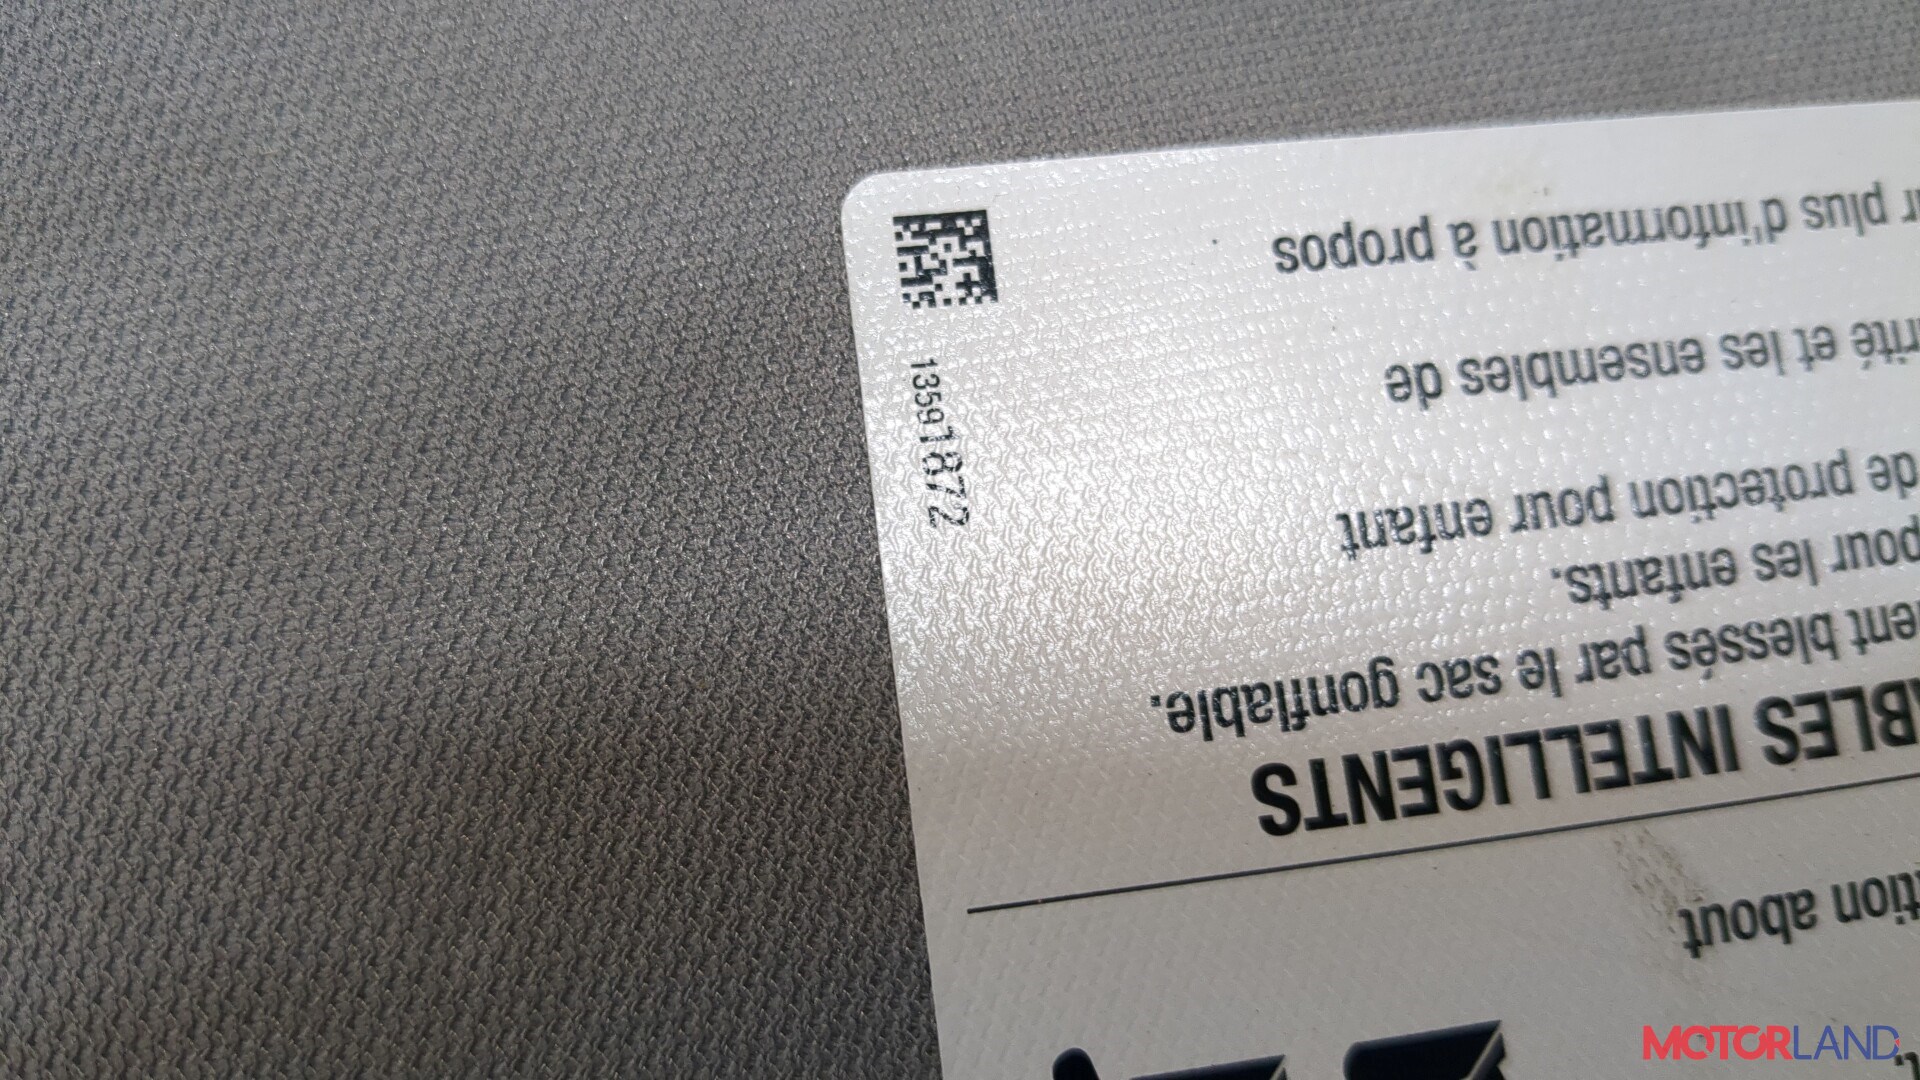 tion about
ABLES INTELLIGENTS
ent blessés par le sac gonflable.
pour les enfants.
de protection pour enfant
rité et les ensembles de
r plus d'information à propos
13591872
MOTORLAND